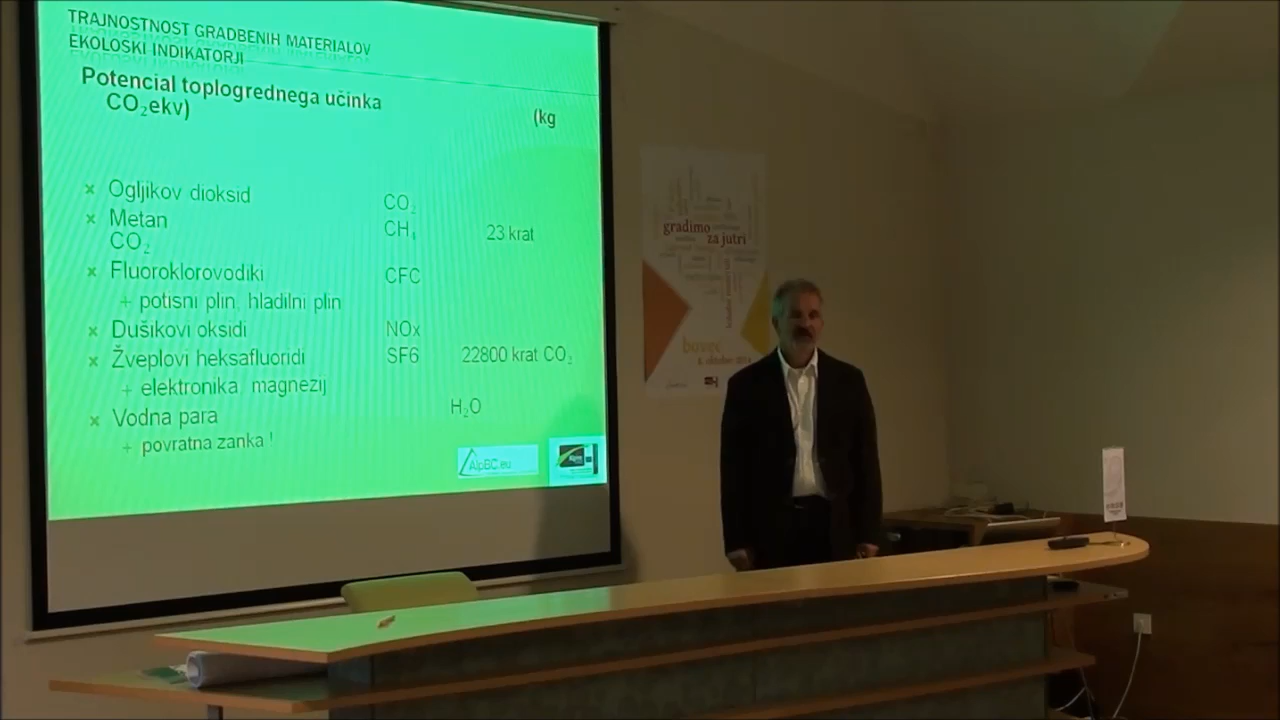 TRAJNOSTNOST GRADBENIH MATERIALOV
EKOLOSKI INDIKATORJI
Potencial toplogrednega učinka (kg
CO₂ekv)
× Ogljikov dioksid CO₂
× Metan CH₄ 23 krat
CO₂
× Fluoroklorovodiki CFC
+ potisni plin, hladilni plin
× Dušikovi oksidi NOx
× Žveplovi heksafluoridi SF6 22800 krat CO₂
+ elektronika, magnezij
× Vodna para H₂O
+ povratna zanka !
AlpBC.eu
gradimo
za jutri
bovec